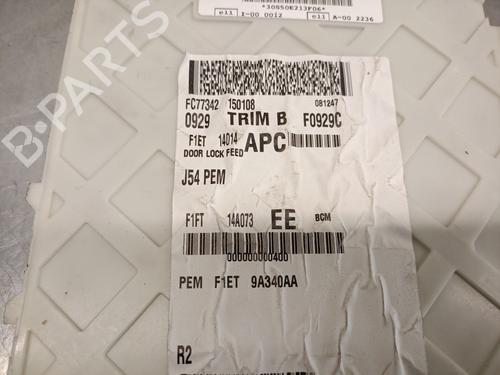 *30850E213F06*
e11 I-00 0012 e11 A-00 2236
FC77342 150108 081247
0929 TRIM B F0929C
F1ET 14014 APC
DOOR LOCK FEED
J54 PEM
F1FT 14A073 EE BCM
000000000400
PEM F1ET 9A340AA
R2
B-Parts